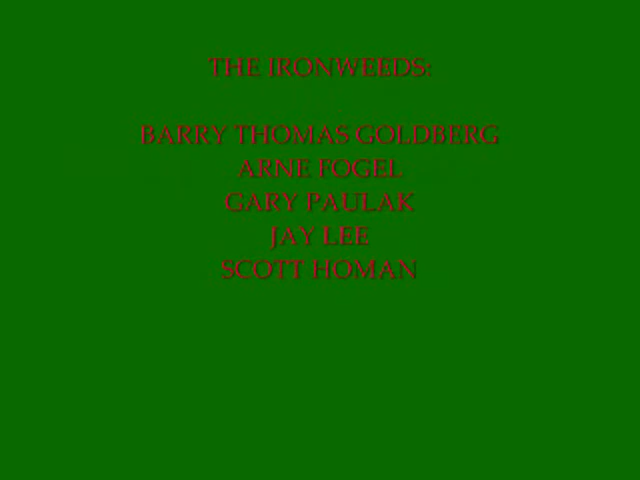 THE IRONWEEDS:
BARRY THOMAS GOLDBERG
ARNE FOGEL
GARY PAULAK
JAY LEE
SCOTT HOMAN